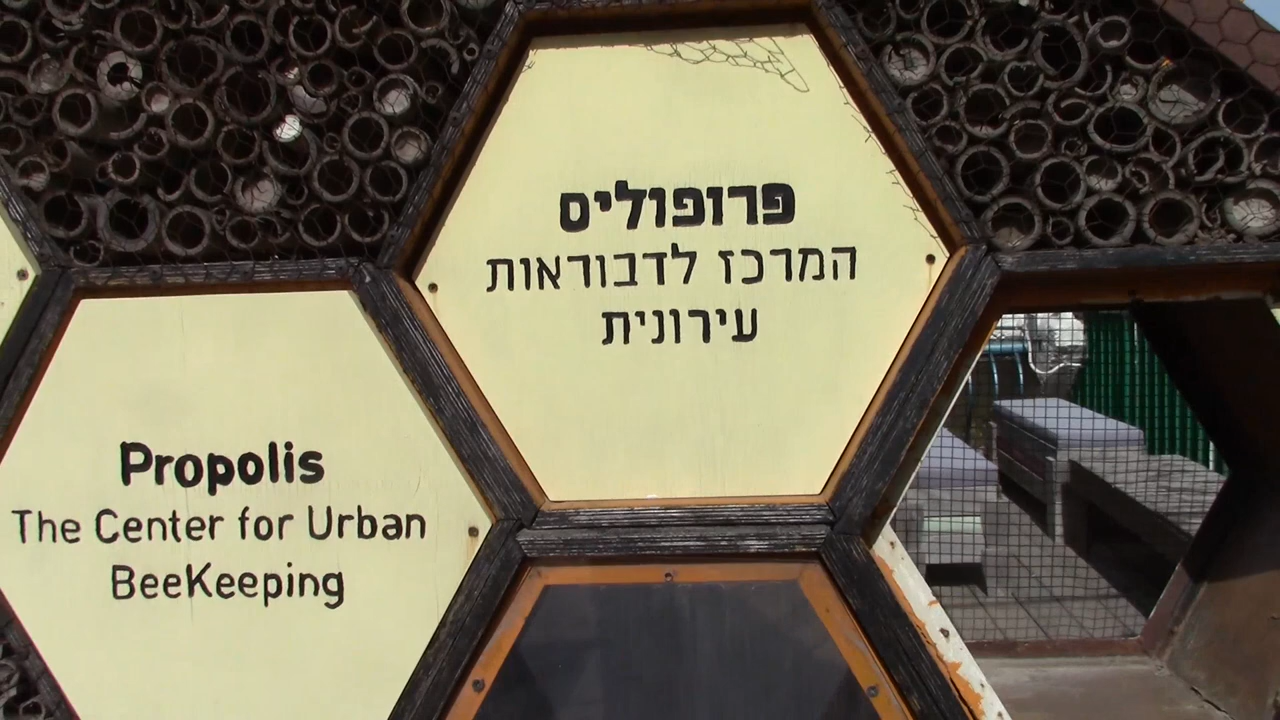 פרופוליס
המרכז לדבוראות
עירונית
Propolis
The Center for Urban
BeeKeeping